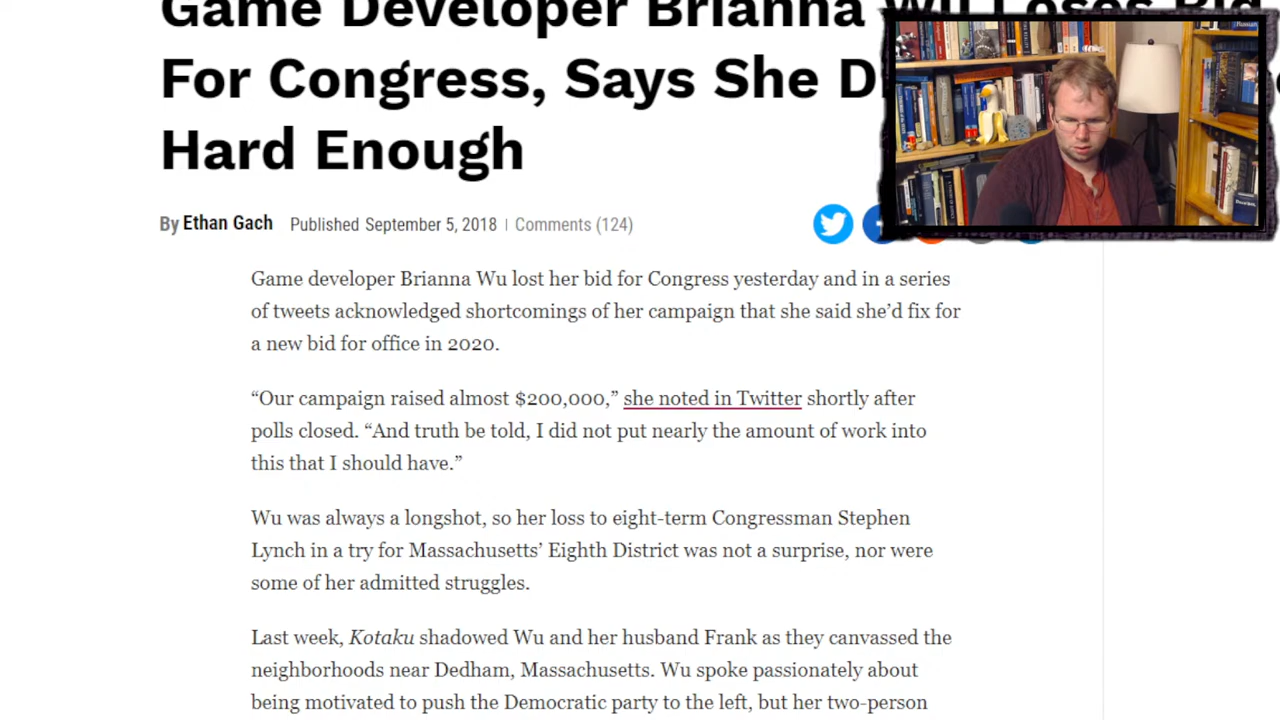 Game Developer Brianna Wu Loses Bid
For Congress, Says She
Hard Enough
By Ethan Gach Published September 5, 2018 | Comments (124)
Game developer Brianna Wu lost her bid for Congress yesterday and in a series
of tweets acknowledged shortcomings of her campaign that she said she’d fix for
a new bid for office in 2020.
“Our campaign raised almost $200,000,” she noted in Twitter shortly after
polls closed. “And truth be told, I did not put nearly the amount of work into
this that I should have.”
Wu was always a longshot, so her loss to eight-term Congressman Stephen
Lynch in a try for Massachusetts’ Eighth District was not a surprise, nor were
some of her admitted struggles.
Last week, Kotaku shadowed Wu and her husband Frank as they canvassed the
neighborhoods near Dedham, Massachusetts. Wu spoke passionately about
being motivated to push the Democratic party to the left, but her two-person